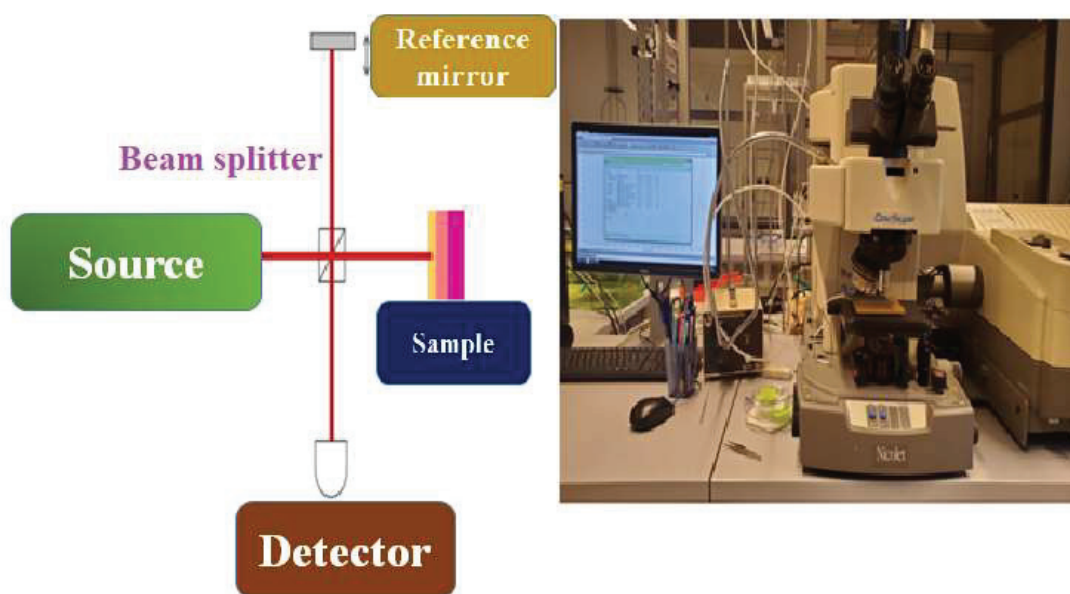 Reference
mirror
Beam splitter
Source
Sample
Detector
Nicolet